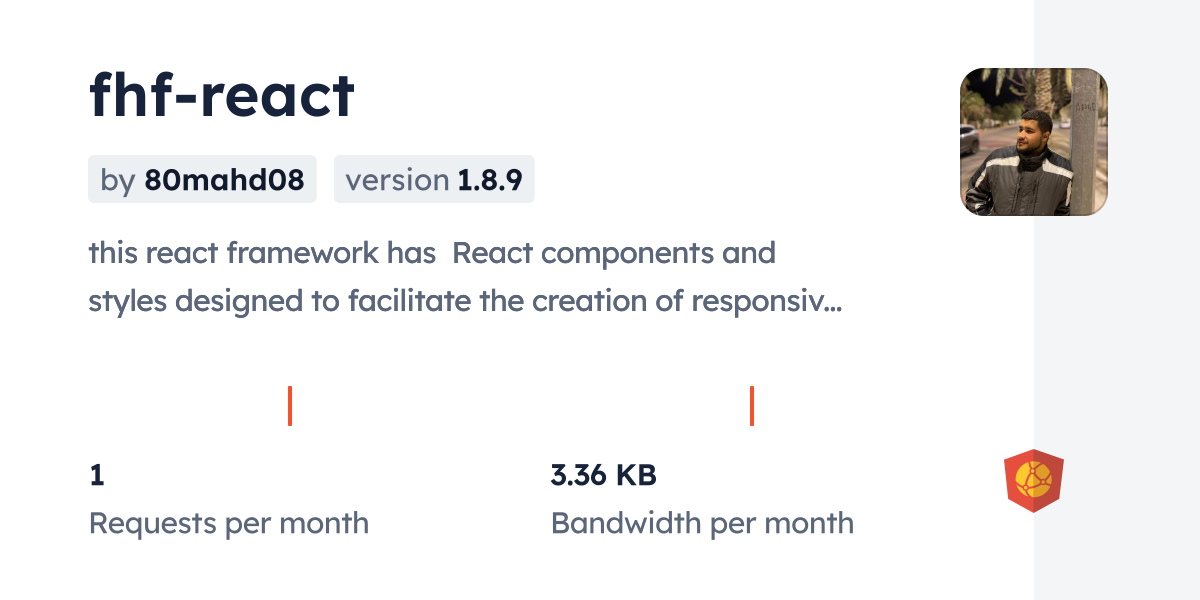 fhf-react
by 80mahd08 version 1.8.9
this react framework has  React components and
styles designed to facilitate the creation of responsiv...
1
3.36 KB
Requests per month
Bandwidth per month